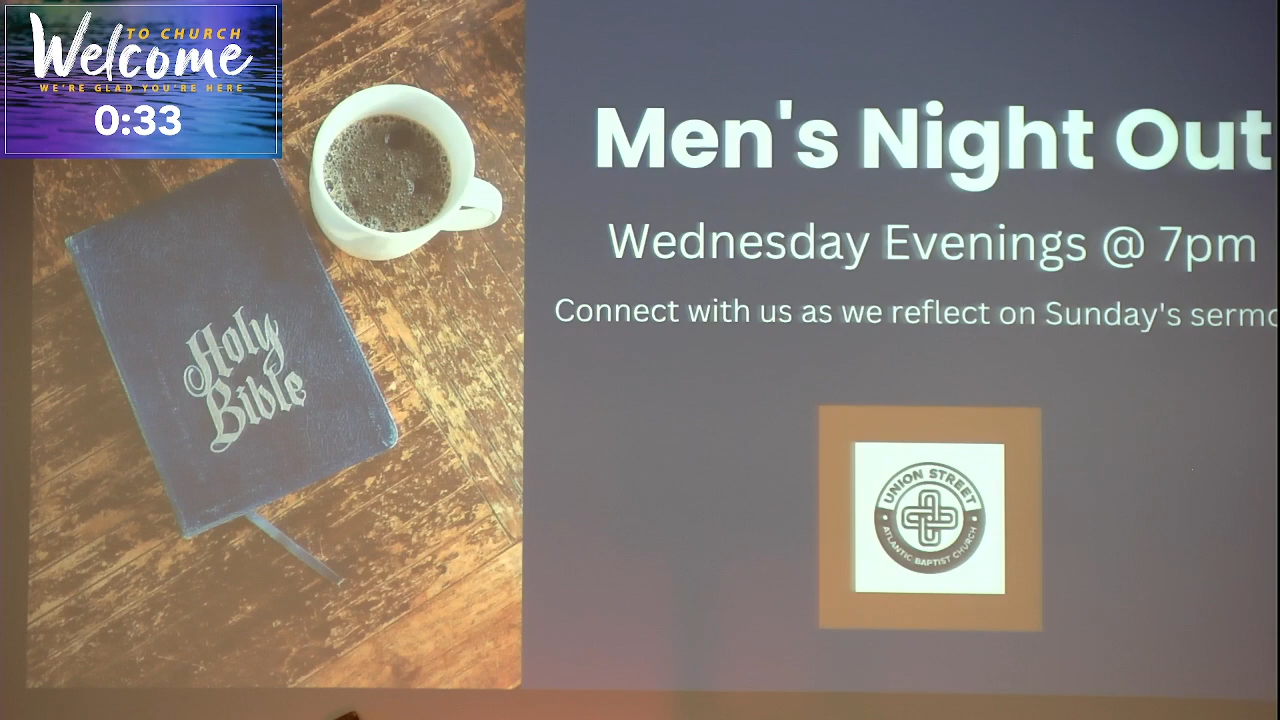 TO CHURCH
Welcome
WE'RE GLAD YOU'RE HERE
0:33
Holy
Bible
Men's Night Out
Wednesday Evenings @ 7pm
Connect with us as we reflect on Sunday's
UNION STREET
ATLANTIC BAPTIST CHURCH